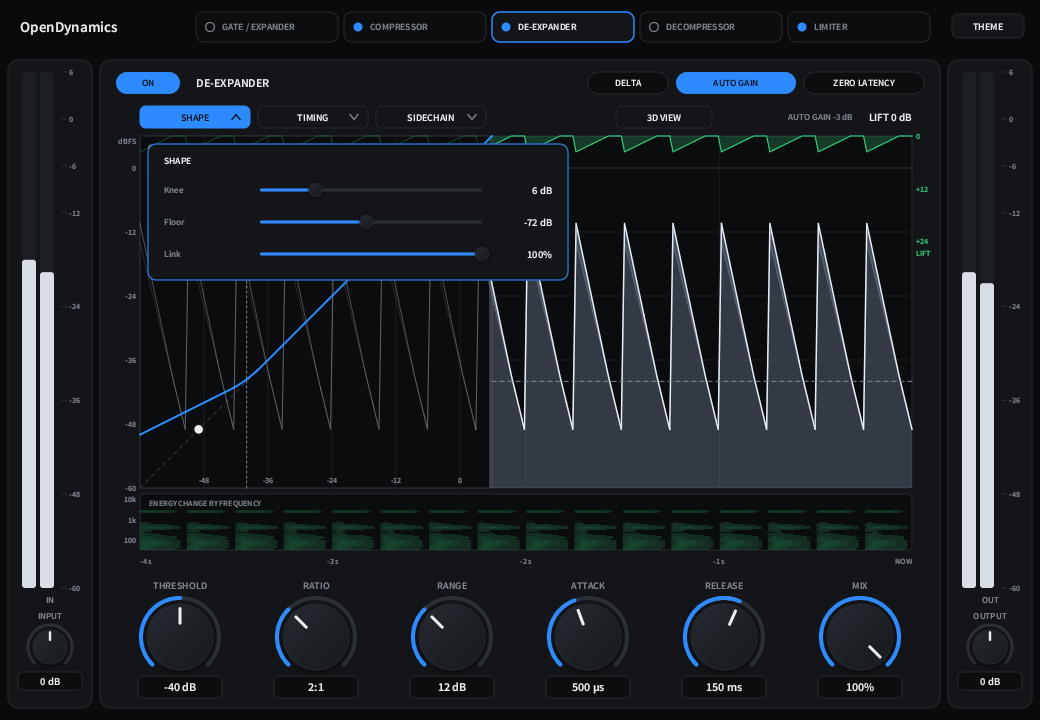 OpenDynamics
GATE / EXPANDER
COMPRESSOR
DE-EXPANDER
DECOMPRESSOR
LIMITER
THEME
ON
DE-EXPANDER
DELTA
AUTO GAIN
ZERO LATENCY
SHAPE
TIMING
SIDECHAIN
3D VIEW
AUTO GAIN -3 dB
LIFT 0 dB
6
0
-6
-12
-24
-36
-48
-60
IN
INPUT
0 dB
dBFS
0
-12
-24
-36
-48
-60
SHAPE
Knee
6 dB
Floor
-72 dB
Link
100%
-48
-36
-24
-12
0
0
+12
+24
LIFT
10k
1k
100
ENERGY CHANGE BY FREQUENCY
-4s
-3s
-2s
-1s
NOW
THRESHOLD
RATIO
RANGE
ATTACK
RELEASE
MIX
-40 dB
2:1
12 dB
500 µs
150 ms
100%
6
0
-6
-12
-24
-36
-48
-60
OUT
OUTPUT
0 dB